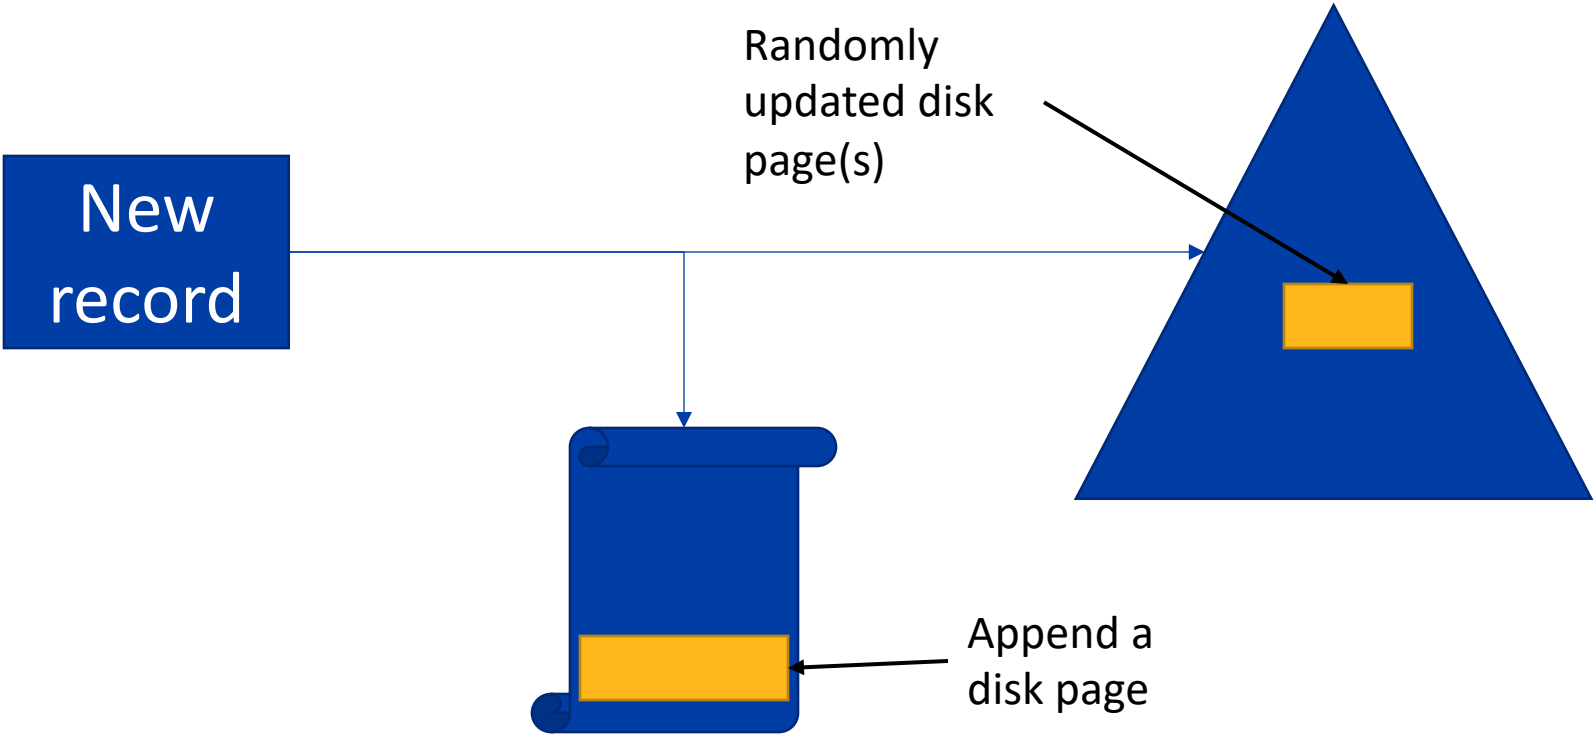 Randomly
updated disk
page(s)
New
record
Append a
disk page